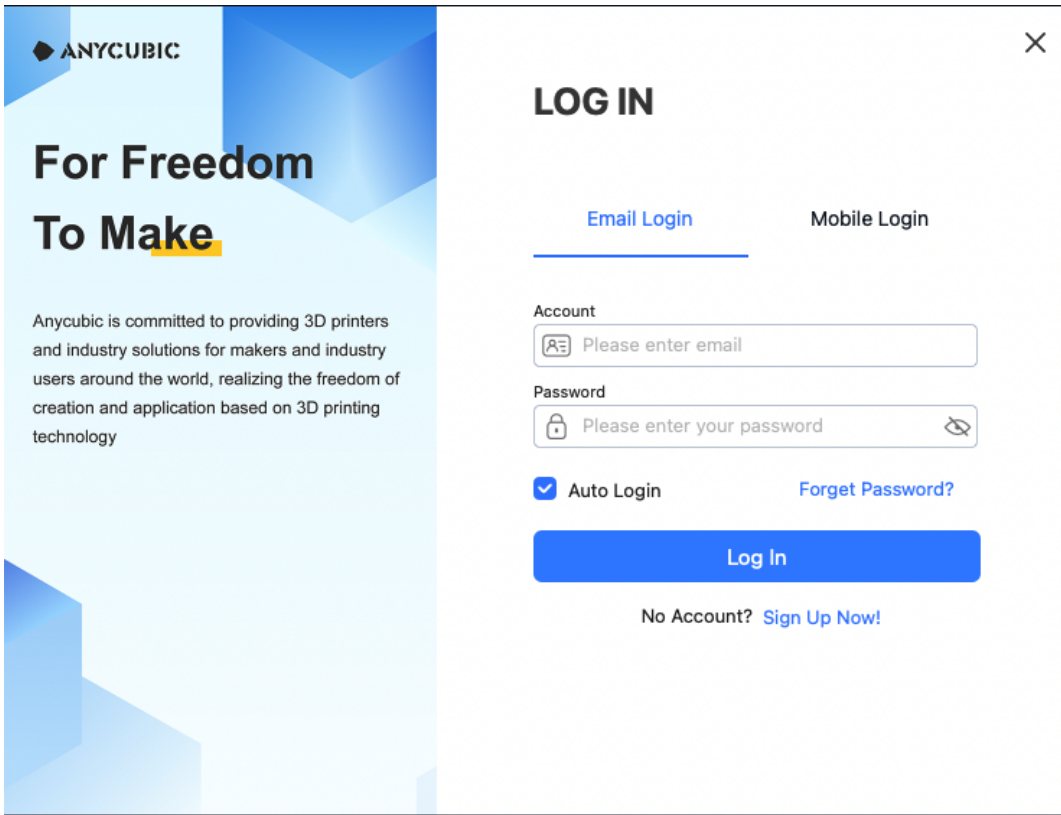 ANYCUBIC
For Freedom
To Make
Anycubic is committed to providing 3D printers
and industry solutions for makers and industry
users around the world, realizing the freedom of
creation and application based on 3D printing
technology
LOG IN
Email Login
Mobile Login
Account
Please enter email
Password
Please enter your password
Auto Login
Forget Password?
Log In
No Account? Sign Up Now!